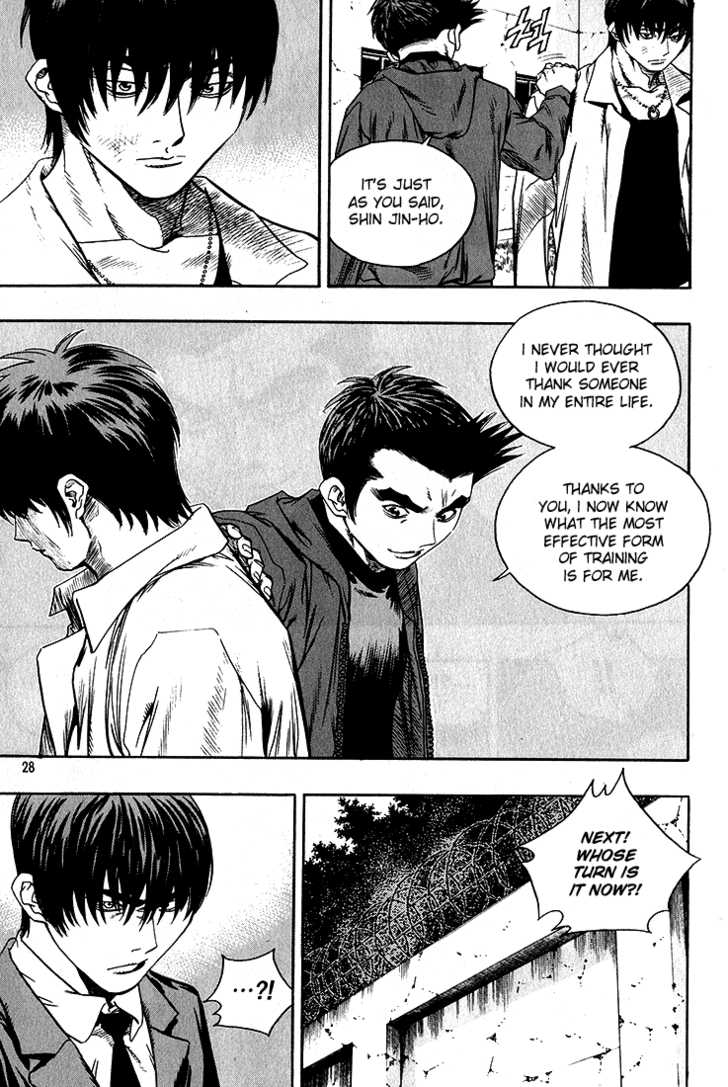 IT'S JUST
AS YOU SAID,
SHIN JIN-HO.
I NEVER THOUGHT
I WOULD EVER
THANK SOMEONE
IN MY ENTIRE LIFE.
THANKS TO
YOU, I NOW KNOW
WHAT THE MOST
EFFECTIVE FORM
OF TRAINING
IS FOR ME.
28
...?!
NEXT!
WHOSE
TURN IS
IT NOW?!